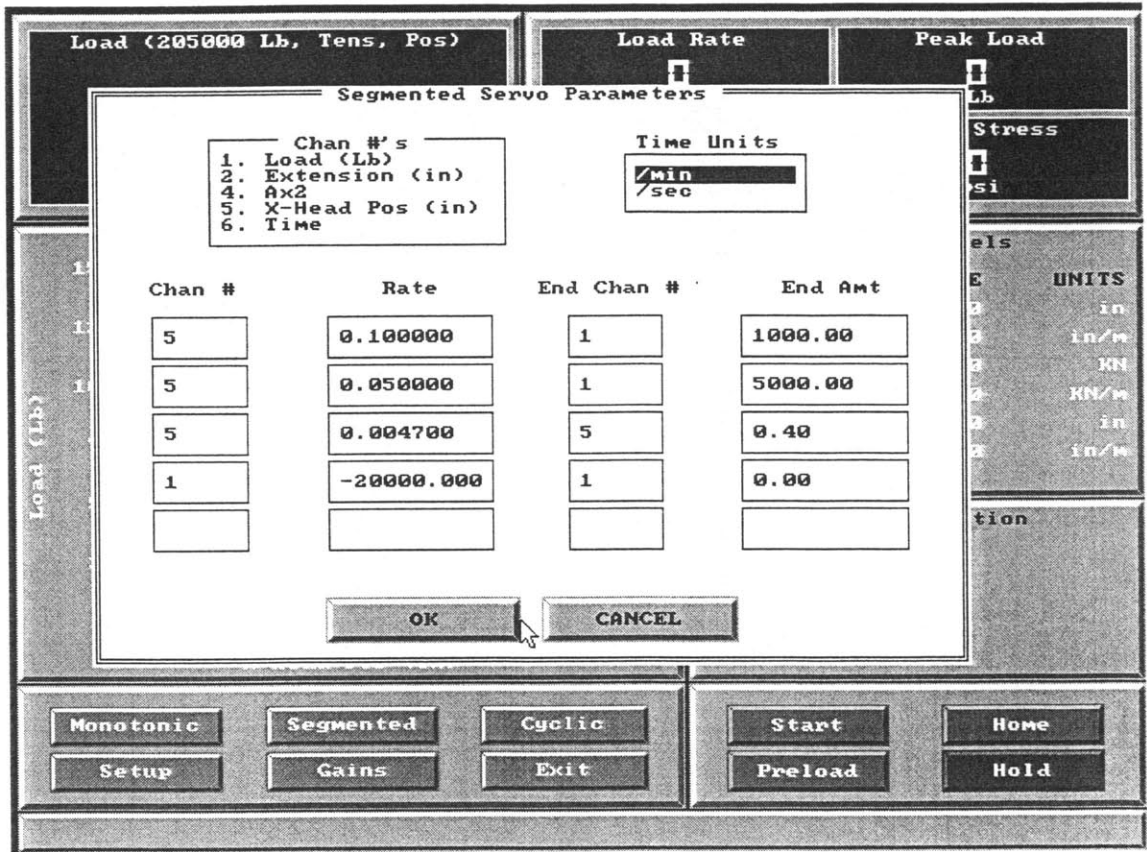 Load (205000 Lb, Tens, Pos)
Load Rate
Peak Load
Lb
Stress
Segmented Servo Parameters
Chan #'s
1. Load (Lb)
2. Extension (in)
4. Ax2
5. X-Head Pos (in)
6. Time
Time Units
/min
/sec
Chan # Rate End Chan # End Amt
5 0.100000 1 1000.00
5 0.050000 1 5000.00
5 0.004700 5 0.40
1 -20000.000 1 0.00
OK CANCEL
Load (Lb)
els
E UNITS
in
in/m
KN
KN/m
in
in/m
tion
Monotonic Segmented Cyclic Start Home
Setup Gains Exit Preload Hold